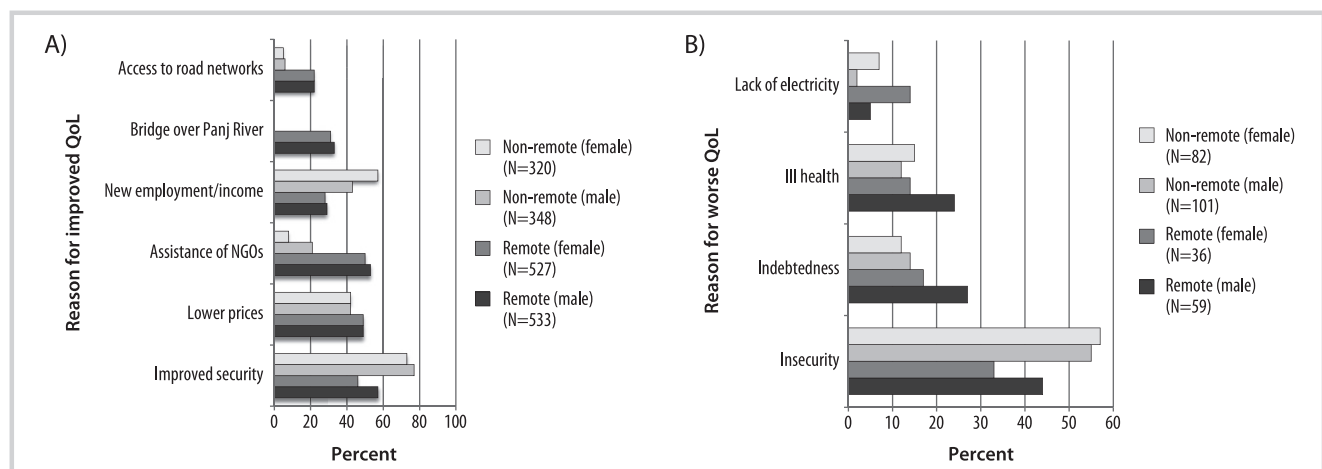 A)
Reason for improved QoL
Access to road networks
Bridge over Panj River
New employment/income
Assistance of NGOs
Lower prices
Improved security
0 20 40 60 80 100
Percent
Non-remote (female)
(N=320)
Non-remote (male)
(N=348)
Remote (female)
(N=527)
Remote (male)
(N=533)
B)
Reason for worse QoL
Lack of electricity
Ill health
Indebtedness
Insecurity
0 10 20 30 40 50 60
Percent
Non-remote (female)
(N=82)
Non-remote (male)
(N=101)
Remote (female)
(N=36)
Remote (male)
(N=59)